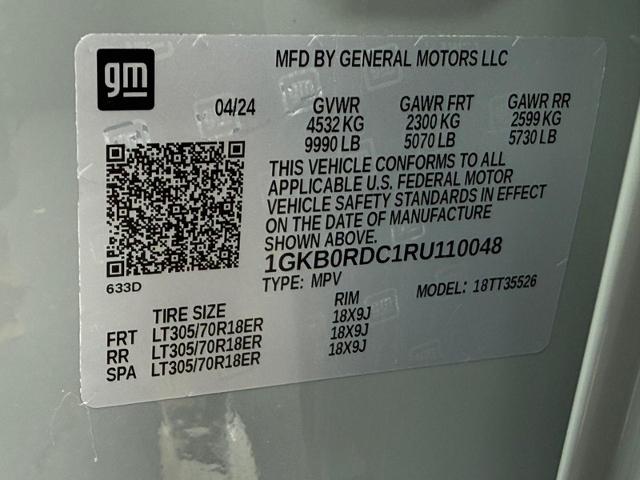 gm
MFD BY GENERAL MOTORS LLC
04/24 GVWR GAWR FRT GAWR RR
4532 KG 2300 KG 2599 KG
9990 LB 5070 LB 5730 LB
THIS VEHICLE CONFORMS TO ALL
APPLICABLE U.S. FEDERAL MOTOR
VEHICLE SAFETY STANDARDS IN EFFECT
ON THE DATE OF MANUFACTURE
SHOWN ABOVE.
1GKB0RDC1RU110048
633D
TYPE: MPV MODEL: 18TT35526
TIRE SIZE RIM
FRT LT305/70R18ER 18X9J
RR LT305/70R18ER 18X9J
SPA LT305/70R18ER 18X9J